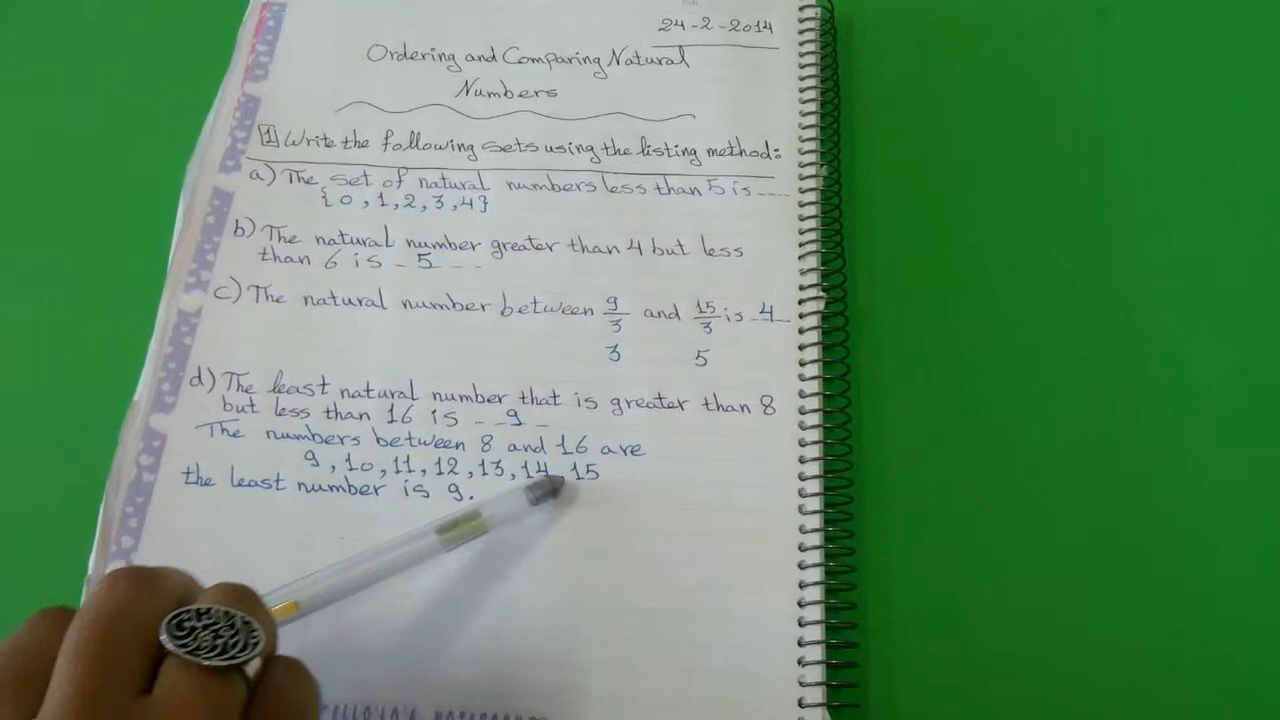 24-2-2014
Ordering and Comparing Natural
Numbers
1 Write the following sets using the listing method:
a) The set of natural numbers less than 5 is ----
{0, 1, 2, 3, 4}
b) The natural number greater than 4 but less
than 6 is - 5 - -
c) The natural number between 9/3 and 15/3 is 4
3 5
d) The least natural number that is greater than 8
but less than 16 is - - 9 -
The numbers between 8 and 16 are
9, 10, 11, 12, 13, 14, 15
the least number is 9.